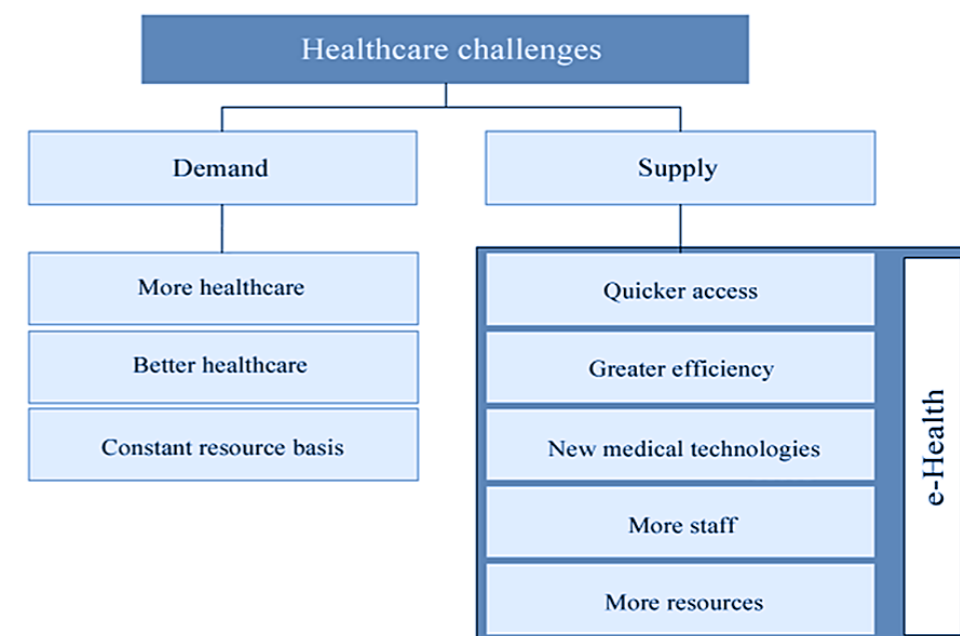 Healthcare challenges
Demand
Supply
More healthcare
Better healthcare
Constant resource basis
Quicker access
Greater efficiency
New medical technologies
More staff
More resources
e-Health